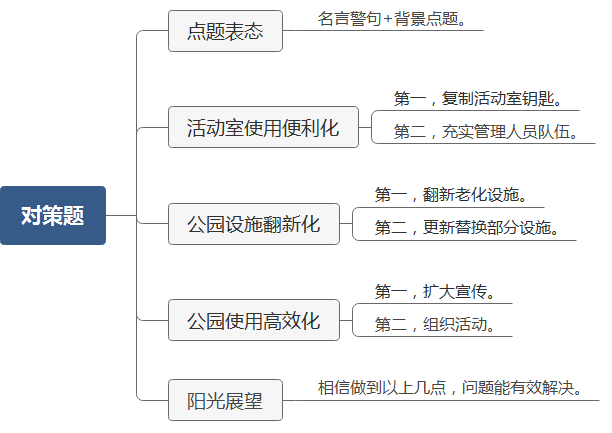 对策题
点题表态
名言警句+背景点题。
活动室使用便利化
第一，复制活动室钥匙。
第二，充实管理人员队伍。
公园设施翻新化
第一，翻新老化设施。
第二，更新替换部分设施。
公园使用高效化
第一，扩大宣传。
第二，组织活动。
阳光展望
相信做到以上几点，问题能有效解决。